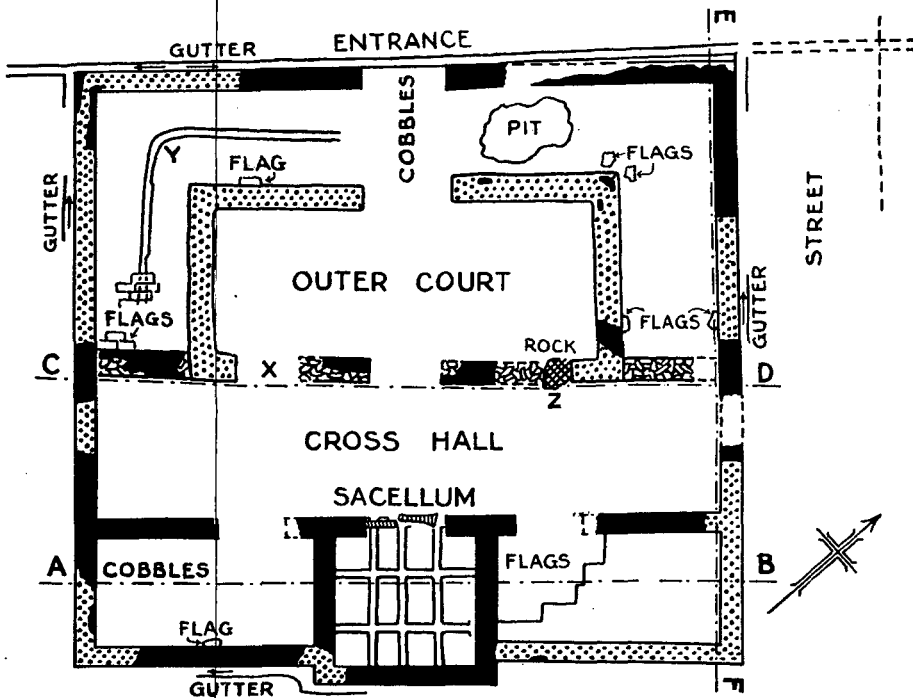 E
GUTTER
ENTRANCE
COBBLES
PIT
Y
FLAG
FLAGS
GUTTER
STREET
OUTER COURT
GUTTER
FLAGS
FLAGS
C
X
ROCK
Z
D
CROSS HALL
SACELLUM
A
COBBLES
FLAGS
B
FLAG
GUTTER
F